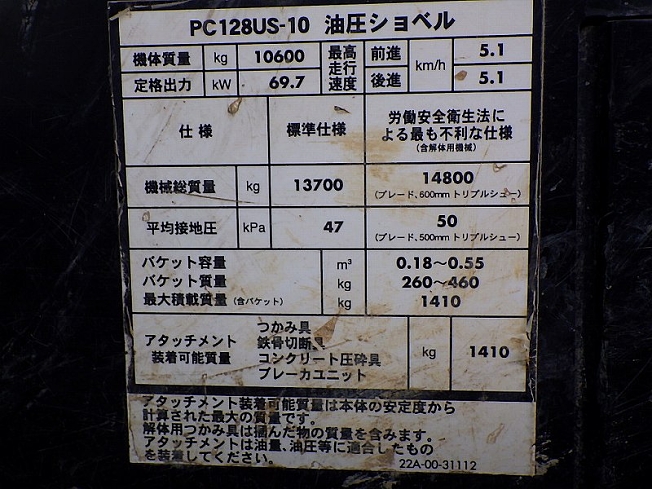 PC128US-10 油圧ショベル
機体質量 kg 10600 最高走行速度 前進 km/h 5.1
定格出力 kW 69.7 後進 5.1
仕様 標準仕様 労働安全衛生法による最も不利な仕様 (含解体用機械)
機械総質量 kg 13700 14800
(ブレード、600mmトリプルシュー)
平均接地圧 kPa 47 50
(ブレード、500mmトリプルシュー)
バケット容量 m³ 0.18～0.55
バケット質量 kg 260～460
最大積載質量 (含バケット) kg 1410
アタッチメント装着可能質量 つかみ具 鉄骨切断具 コンクリート圧砕具 ブレーカユニット kg 1410
アタッチメント装着可能質量は本体の安定度から
計算された最大の質量です。
解体用つかみ具は掴んだ物の質量を含みます。
アタッチメントは油量、油圧等に適合したもの
を装着してください。
22A-00-31112